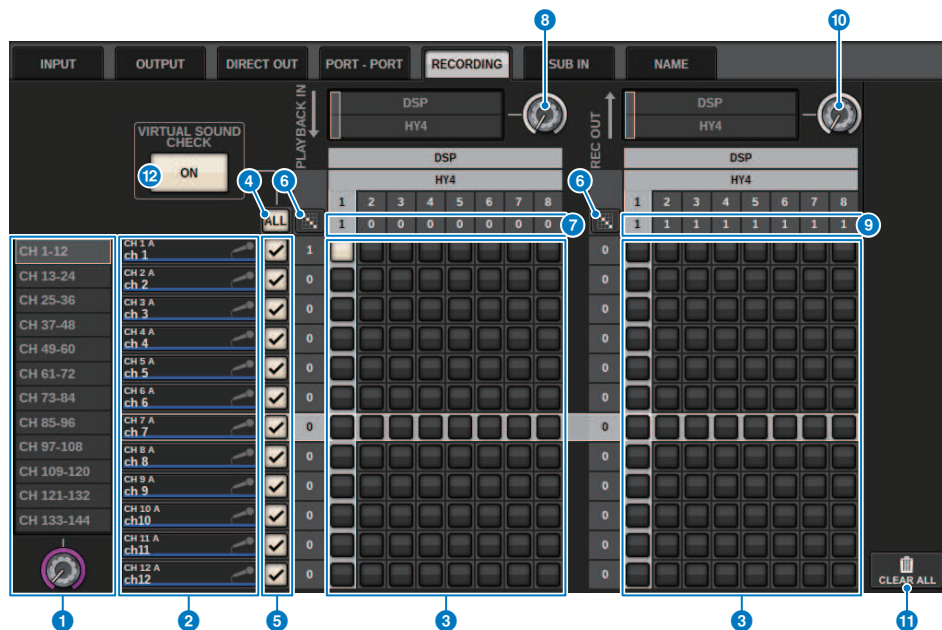 8 10
INPUT OUTPUT DIRECT OUT PORT - PORT RECORDING SUB IN NAME
PLAYBACK IN
DSP
HY4
REC OUT
DSP
HY4
VIRTUAL SOUND
CHECK
12 ON
4 6
ALL
DSP
HY4
1 2 3 4 5 6 7 8
1 0 0 0 0 0 0 0 7
6
DSP
HY4
1 2 3 4 5 6 7 8
1 1 1 1 1 1 1 1 9
CH 1-12
CH 13-24
CH 25-36
CH 37-48
CH 49-60
CH 61-72
CH 73-84
CH 85-96
CH 97-108
CH 109-120
CH 121-132
CH 133-144
CH 1 A
ch 1 1 0
CH 2 A
ch 2 0 0
CH 3 A
ch 3 0 0
CH 4 A
ch 4 0 0
CH 5 A
ch 5 0 0
CH 6 A
ch 6 0 0
CH 7 A
ch 7 0 0
CH 8 A
ch 8 0 0
CH 9 A
ch 9 0 0
CH 10 A
ch10 0 0
CH 11 A
ch11 0 0
CH 12 A
ch12 0 0
CLEAR ALL
1 2 5 3 3 11